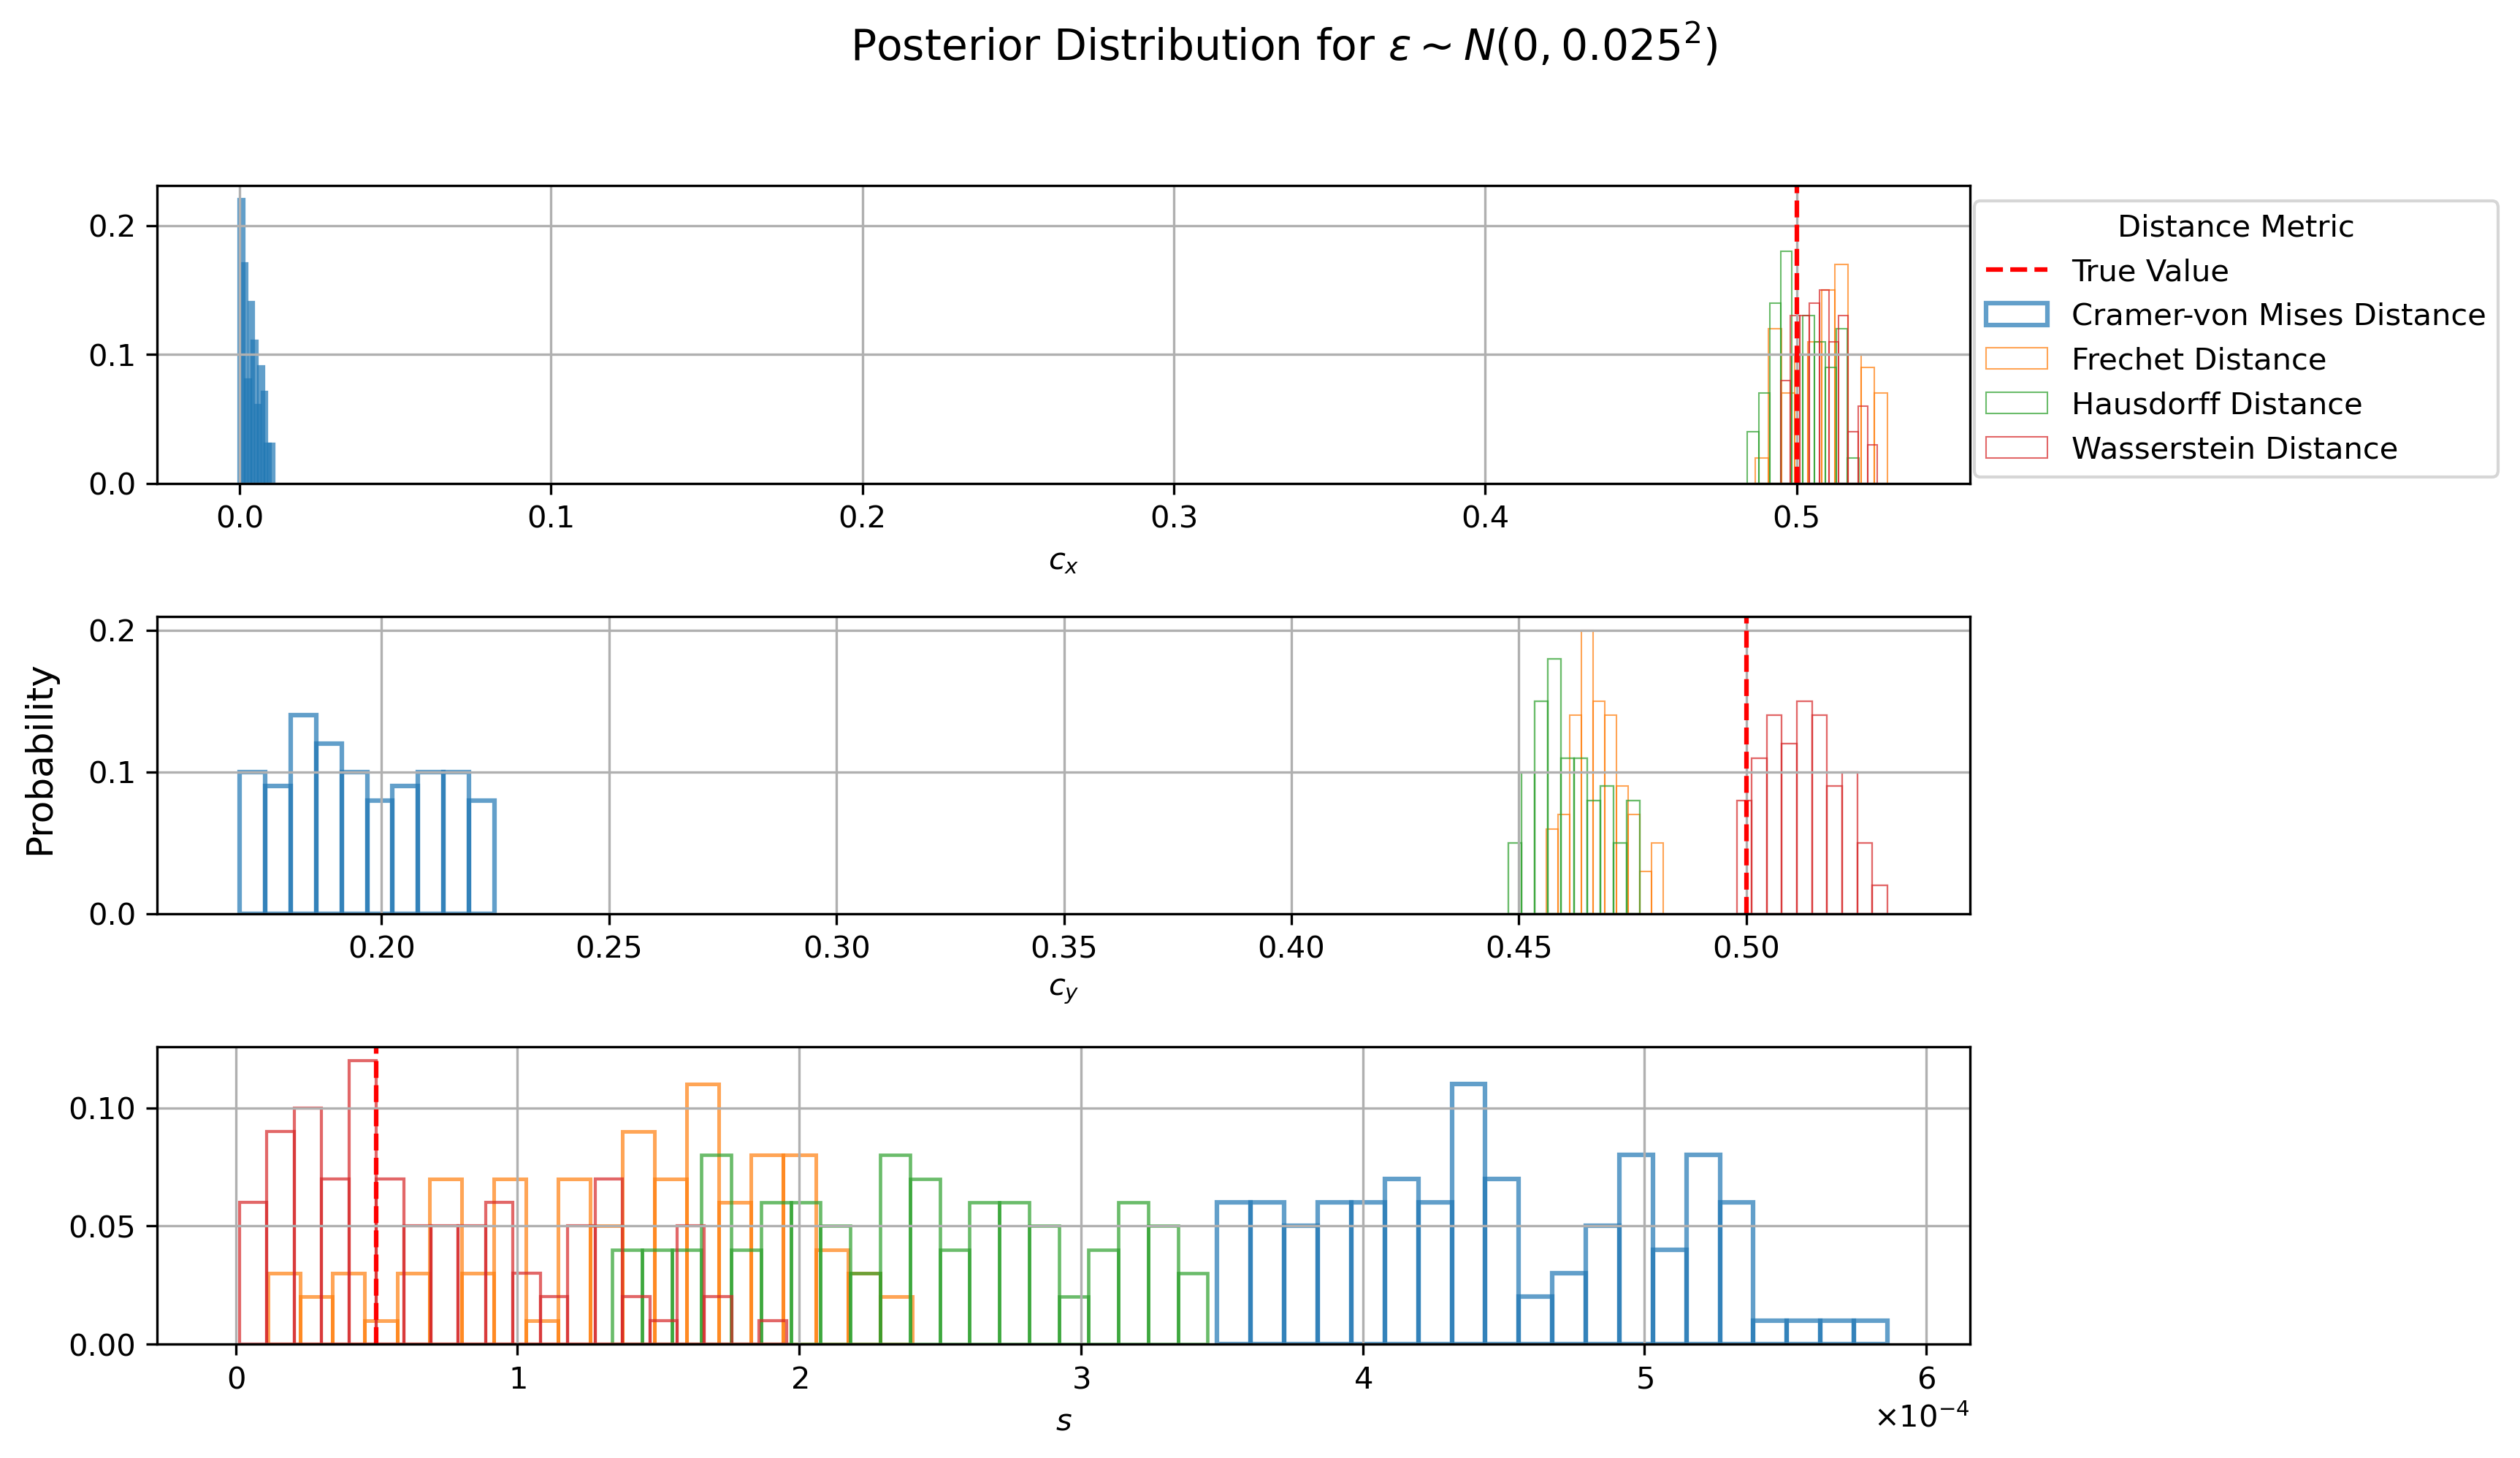 Posterior Distribution for ε ~ N(0, 0.025²)
0.2
0.1
0.0
0.0 0.1 0.2 0.3 0.4 0.5
c_x
Distance Metric
True Value
Cramer-von Mises Distance
Frechet Distance
Hausdorff Distance
Wasserstein Distance
Probability
0.2
0.1
0.0
0.20 0.25 0.30 0.35 0.40 0.45 0.50
c_y
0.10
0.05
0.00
0 1 2 3 4 5 6
×10⁻⁴
s